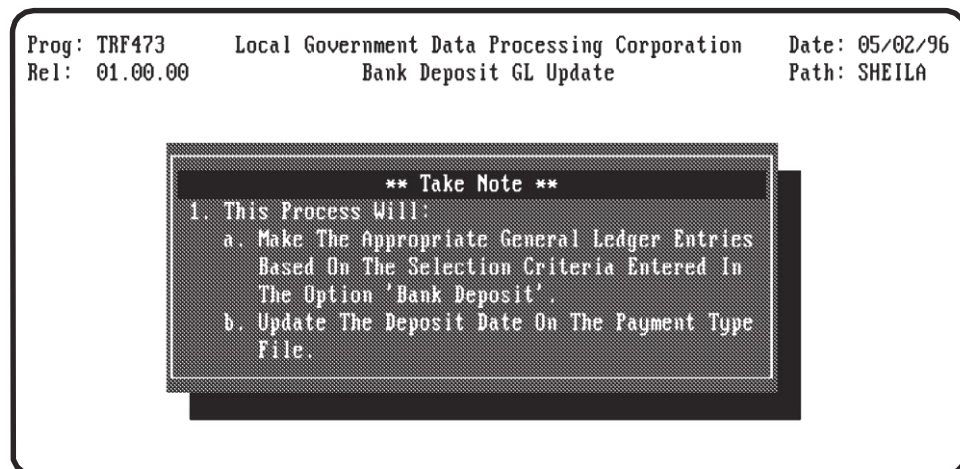 Prog: TRF473 Local Government Data Processing Corporation Date: 05/02/96
Rel: 01.00.00 Bank Deposit GL Update Path: SHEILA
** Take Note **
1. This Process Will:
a. Make The Appropriate General Ledger Entries
Based On The Selection Criteria Entered In
The Option 'Bank Deposit'.
b. Update The Deposit Date On The Payment Type
File.